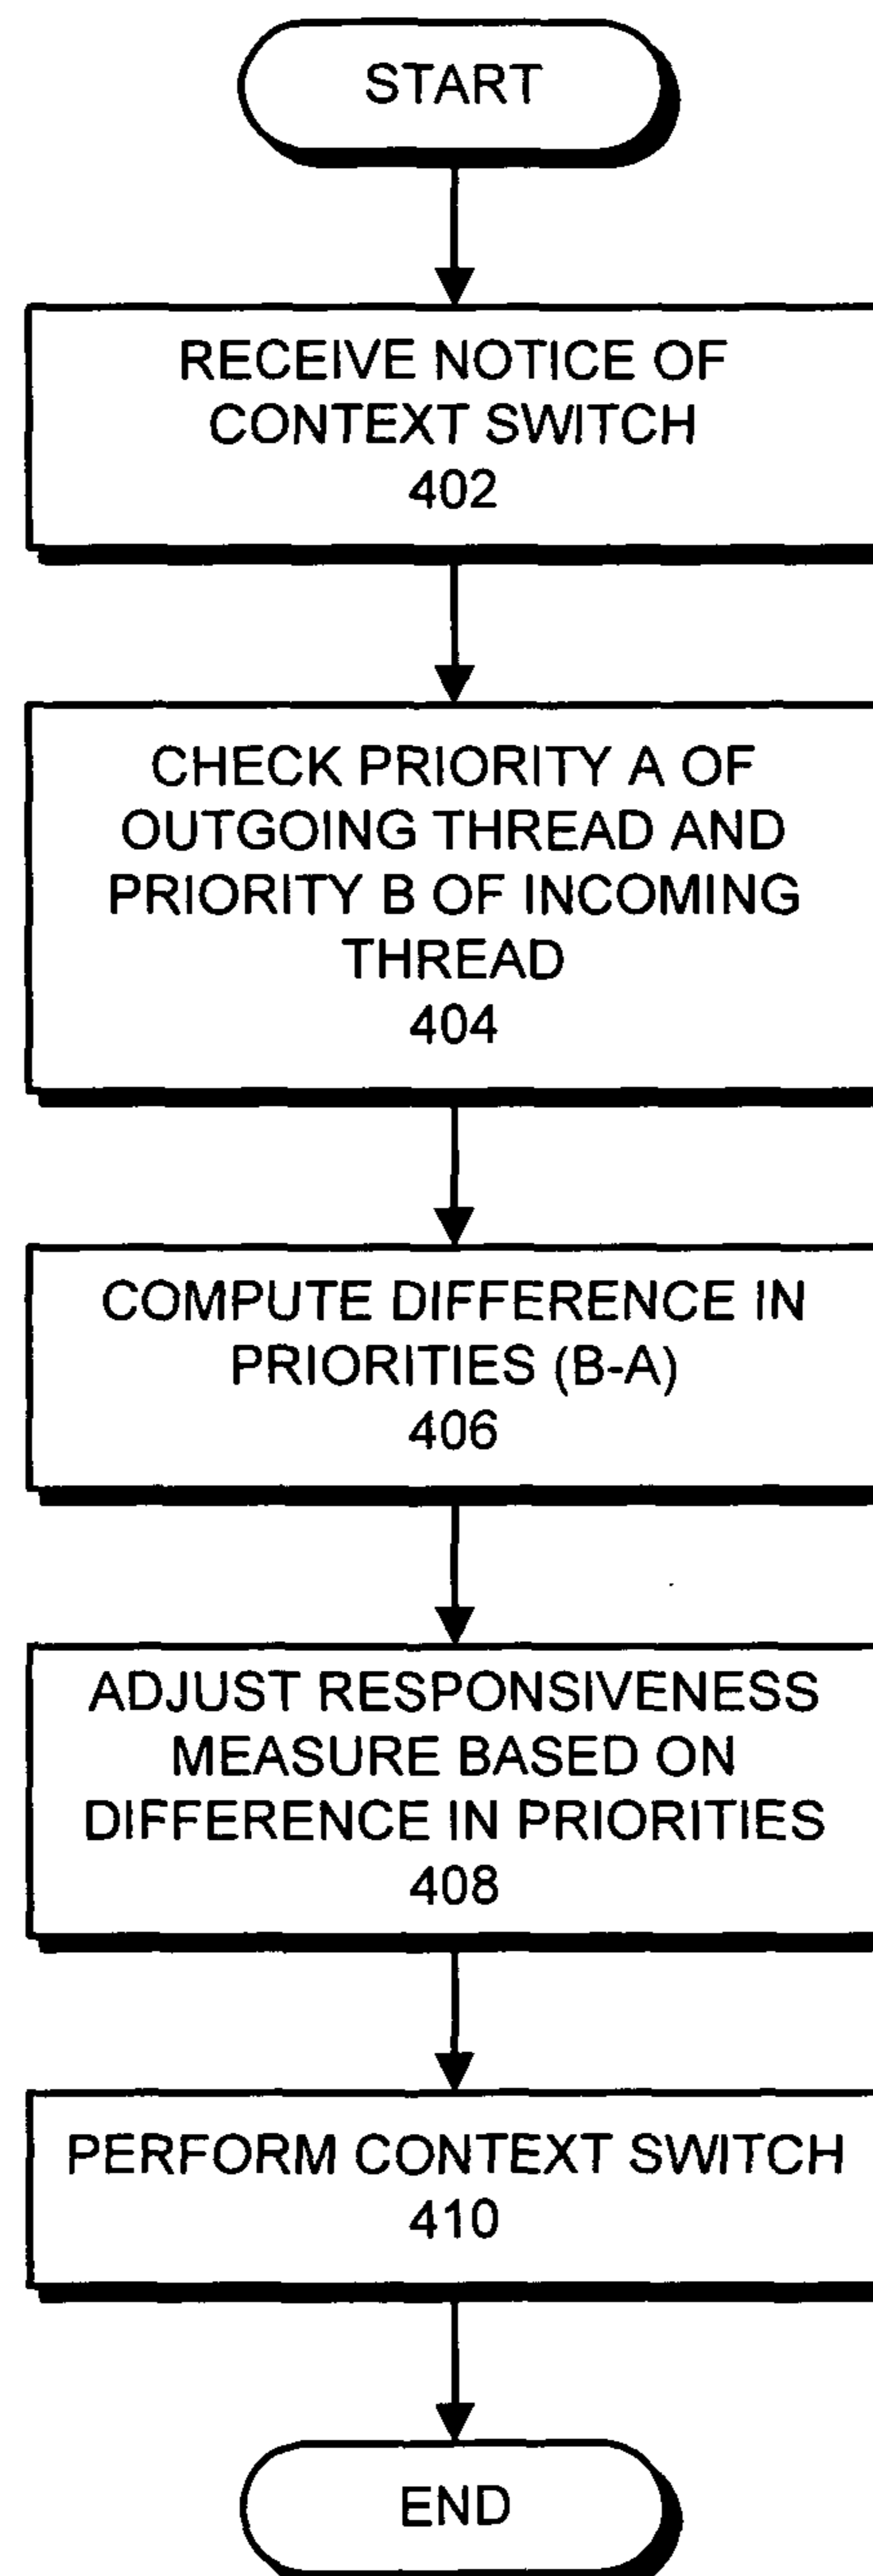 START
RECEIVE NOTICE OF
CONTEXT SWITCH
402
CHECK PRIORITY A OF
OUTGOING THREAD AND
PRIORITY B OF INCOMING
THREAD
404
COMPUTE DIFFERENCE IN
PRIORITIES (B-A)
406
ADJUST RESPONSIVENESS
MEASURE BASED ON
DIFFERENCE IN PRIORITIES
408
PERFORM CONTEXT SWITCH
410
END